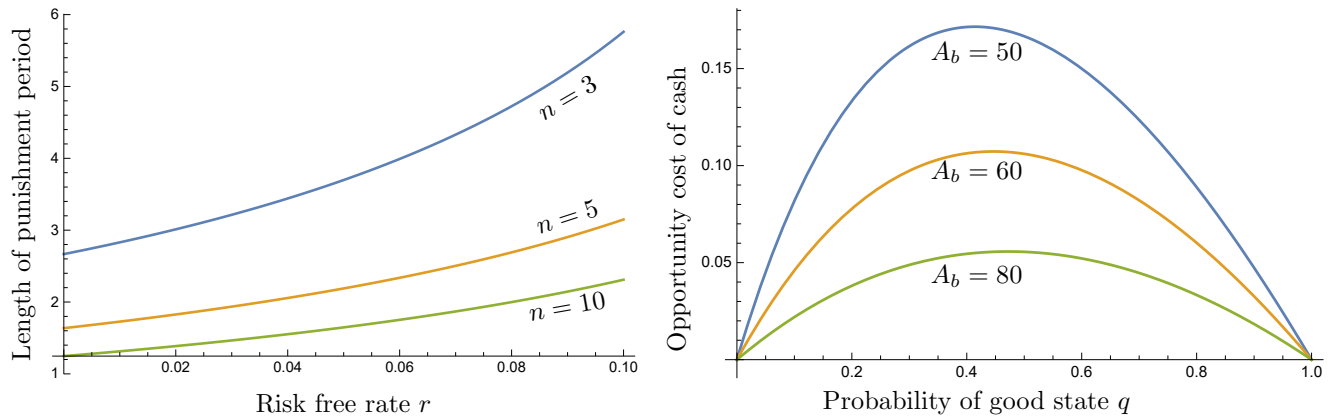 Length of punishment period
6
5
4
3
2
1
n = 3
n = 5
n = 10
0.02
0.04
0.06
0.08
0.10
Risk free rate r
Opportunity cost of cash
0.15
0.10
0.05
A_b = 50
A_b = 60
A_b = 80
0.2
0.4
0.6
0.8
1.0
Probability of good state q